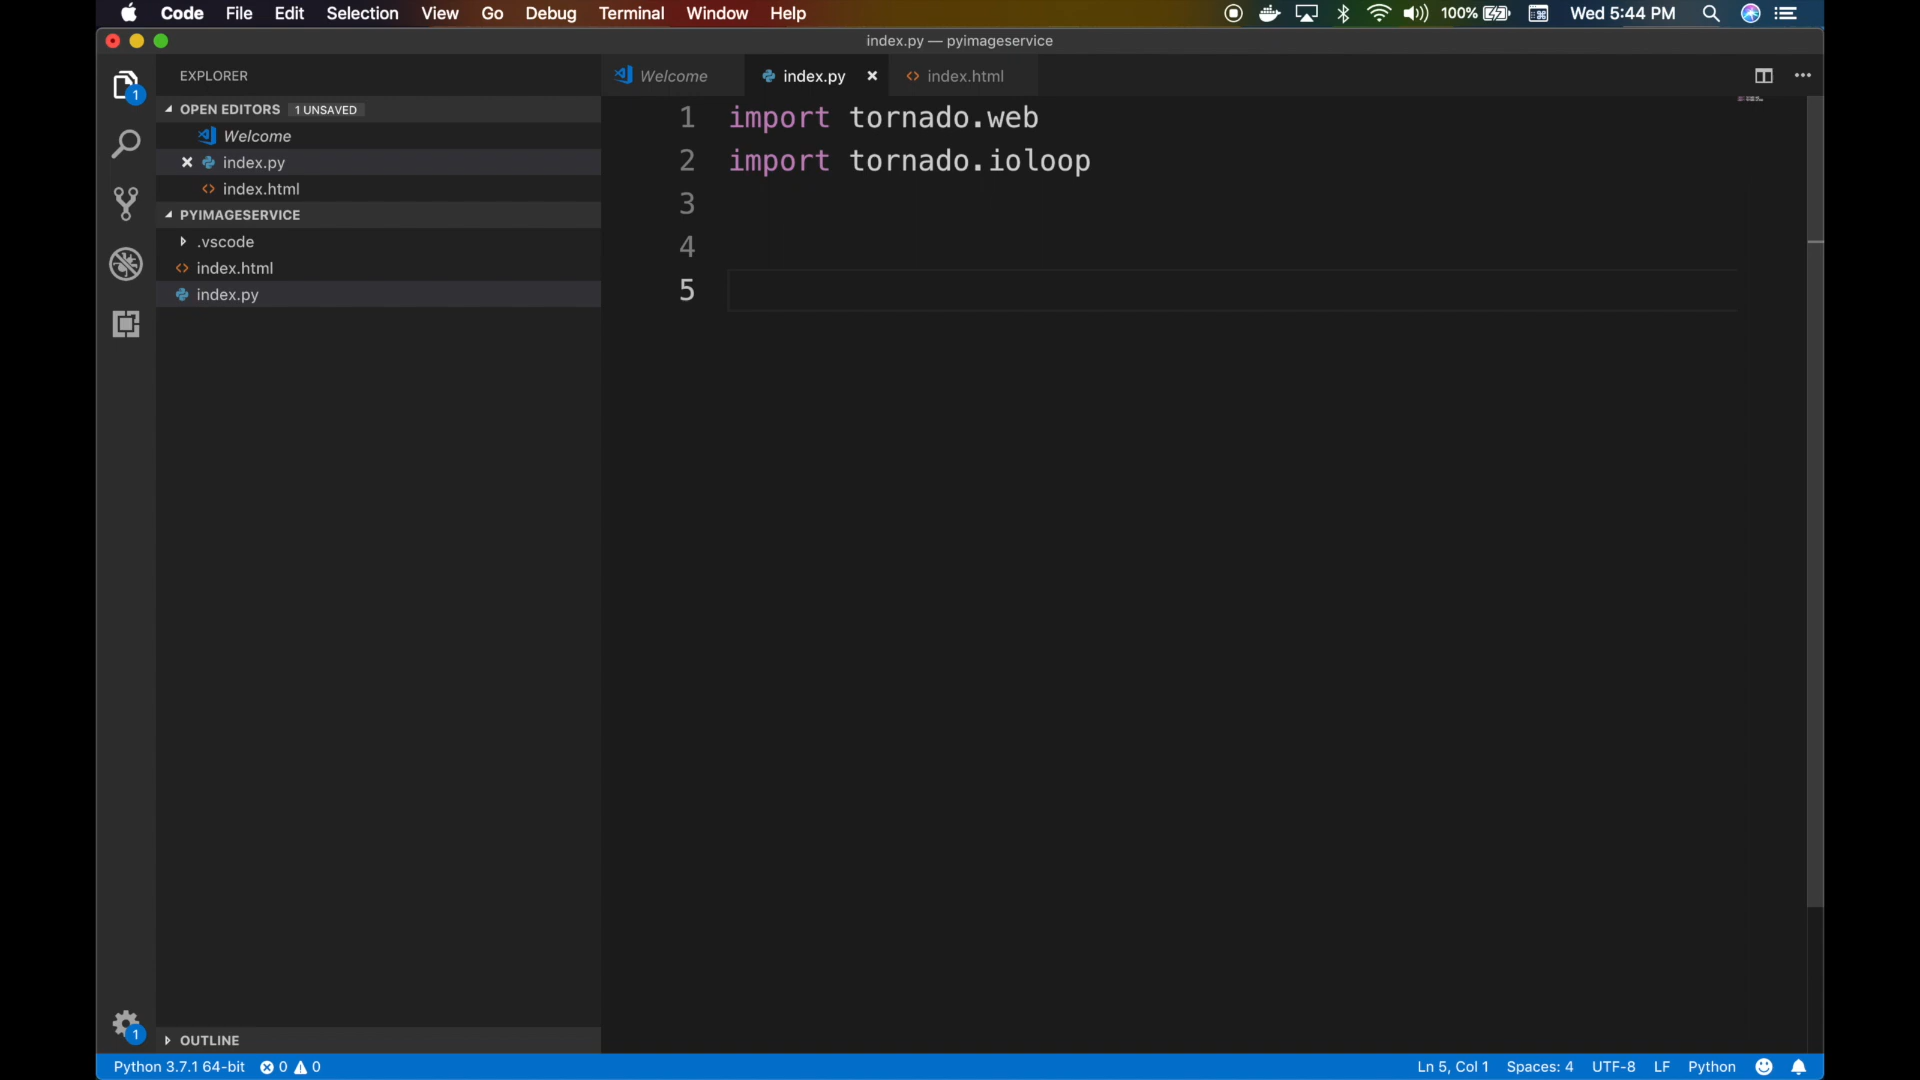 Code File Edit Selection View Go Debug Terminal Window Help 100% Wed 5:44 PM
index.py — pyimageservice
EXPLORER
Welcome index.py index.html
OPEN EDITORS 1 UNSAVED
Welcome
index.py
index.html
PYIMAGESERVICE
.vscode
index.html
index.py
1 import tornado.web
2 import tornado.ioloop
3
4
5
1
1
OUTLINE
Python 3.7.1 64-bit 0 0 Ln 5, Col 1 Spaces: 4 UTF-8 LF Python